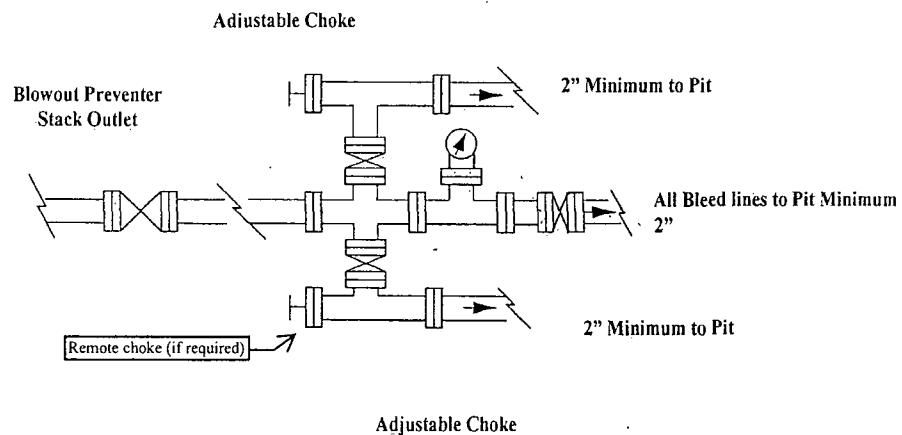 Adjustable Choke
Blowout Preventer
Stack Outlet
2” Minimum to Pit
All Bleed lines to Pit Minimum
2”
2” Minimum to Pit
Remote choke (if required)
Adjustable Choke